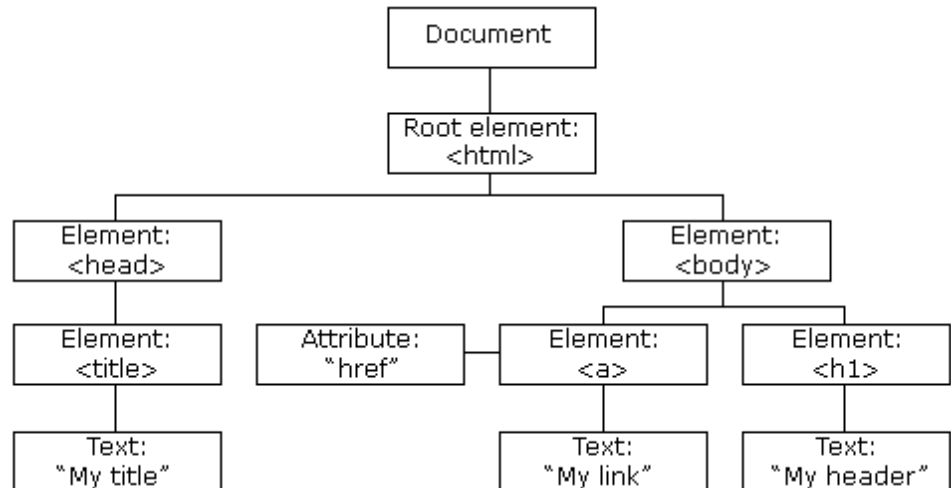 Document
Root element:
<html>
Element:
<head>
Element:
<body>
Element:
<title>
Attribute:
“href”
Element:
<a>
Element:
<h1>
Text:
“My title”
Text:
“My link”
Text:
“My header”